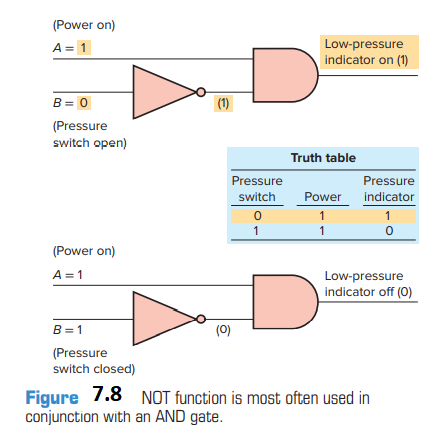 (Power on)
A = 1
Low-pressure
indicator on (1)
B = 0
(1)
(Pressure
switch open)
Truth table
Pressure switch Power Pressure indicator
0 1 1
1 1 0
(Power on)
A = 1
Low-pressure
indicator off (0)
B = 1
(0)
(Pressure
switch closed)
Figure 7.8 NOT function is most often used in
conjunction with an AND gate.